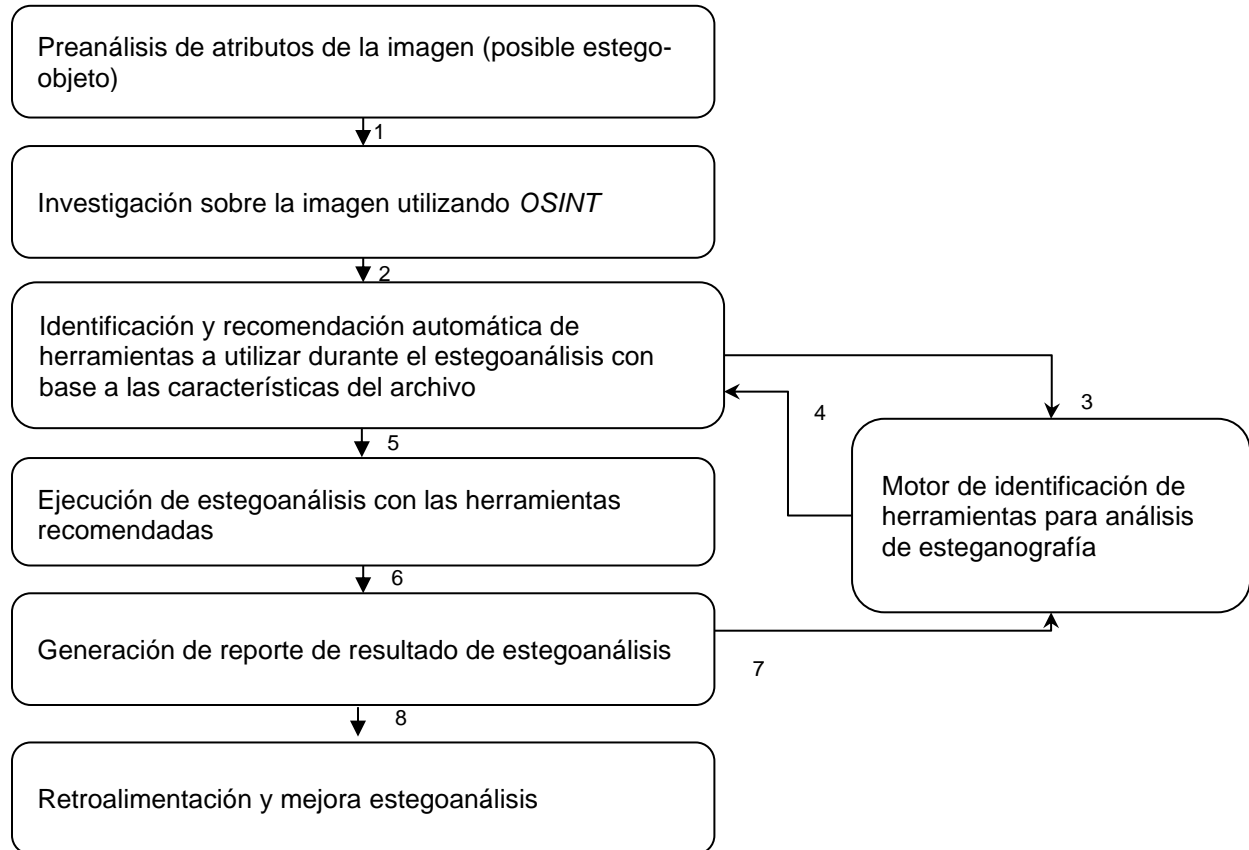 Preanálisis de atributos de la imagen (posible estego-
objeto)
1
Investigación sobre la imagen utilizando OSINT
2
Identificación y recomendación automática de
herramientas a utilizar durante el estegoanálisis con
base a las características del archivo
3
4
Motor de identificación de
herramientas para análisis
de esteganografía
5
Ejecución de estegoanálisis con las herramientas
recomendadas
6
Generación de reporte de resultado de estegoanálisis
7
8
Retroalimentación y mejora estegoanálisis